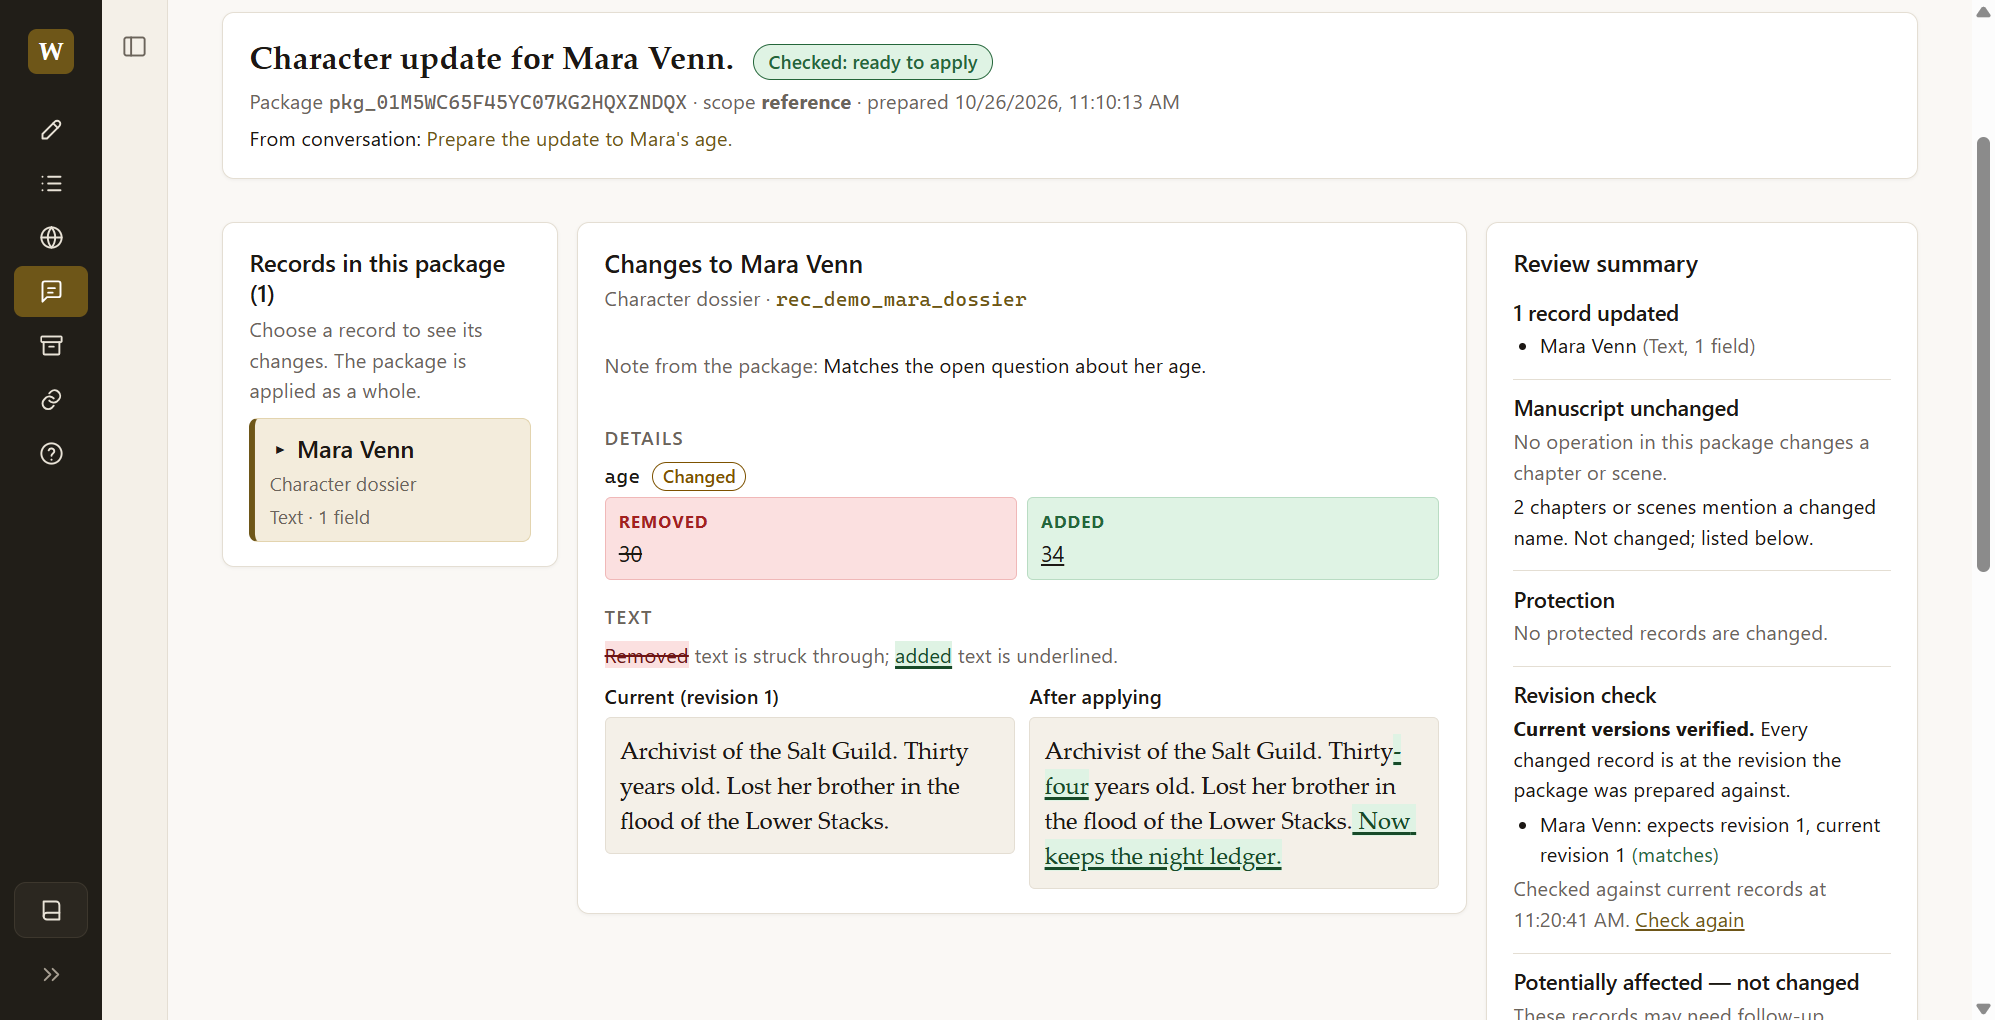 W
Character update for Mara Venn.
Checked: ready to apply
Package pkg_01M5WC65F45YC07KG2HQXZNDQX · scope reference · prepared 10/26/2026, 11:10:13 AM
From conversation: Prepare the update to Mara's age.
Records in this package
(1)
Choose a record to see its
changes. The package is
applied as a whole.
▸ Mara Venn
Character dossier
Text · 1 field
Changes to Mara Venn
Character dossier · rec_demo_mara_dossier
Note from the package: Matches the open question about her age.
DETAILS
age Changed
REMOVED
30
ADDED
34
TEXT
Removed text is struck through; added text is underlined.
Current (revision 1)
Archivist of the Salt Guild. Thirty
years old. Lost her brother in the
flood of the Lower Stacks.
After applying
Archivist of the Salt Guild. Thirty-
four years old. Lost her brother in
the flood of the Lower Stacks. Now
keeps the night ledger.
Review summary
1 record updated
• Mara Venn (Text, 1 field)
Manuscript unchanged
No operation in this package changes a
chapter or scene.
2 chapters or scenes mention a changed
name. Not changed; listed below.
Protection
No protected records are changed.
Revision check
Current versions verified. Every
changed record is at the revision the
package was prepared against.
• Mara Venn: expects revision 1, current
revision 1 (matches)
Checked against current records at
11:20:41 AM. Check again
Potentially affected — not changed
These records may need follow-up